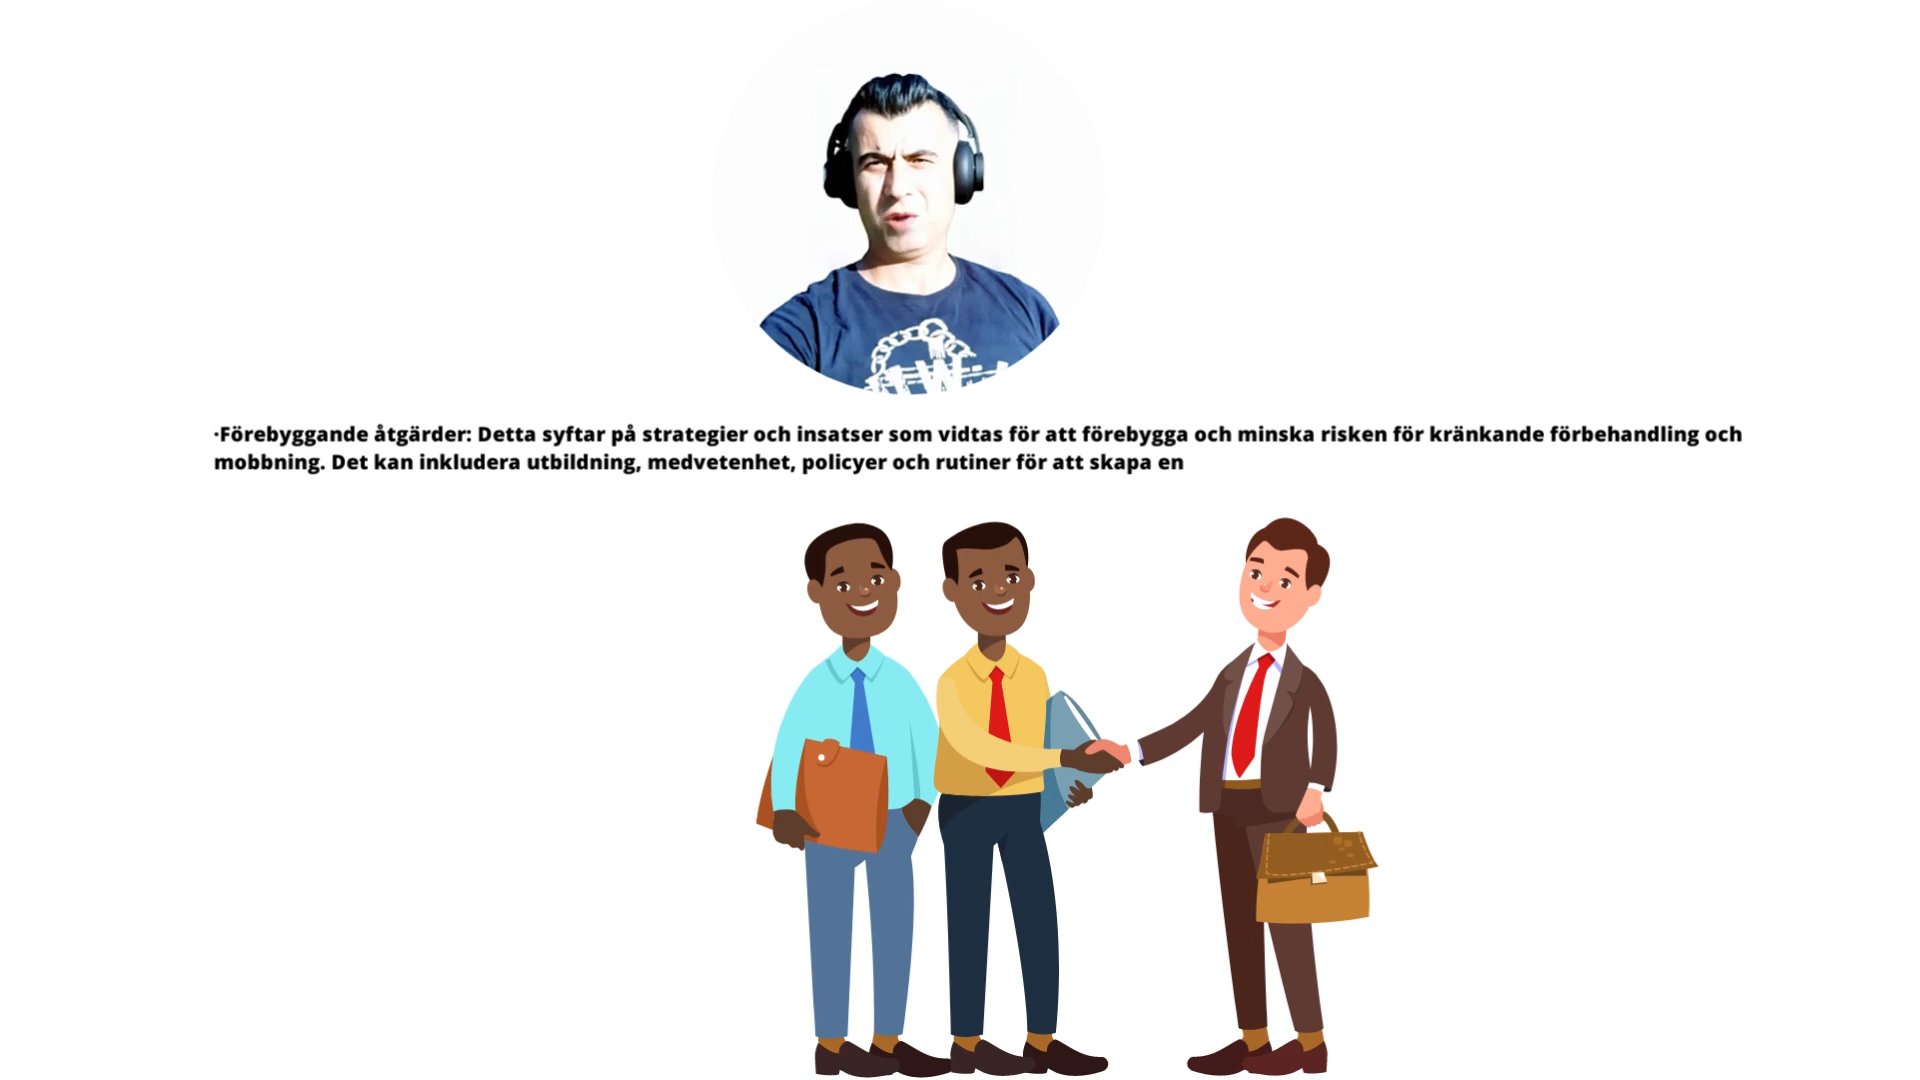 ·Förebyggande åtgärder: Detta syftar på strategier och insatser som vidtas för att förebygga och minska risken för kränkande förbehandling och
mobbning. Det kan inkludera utbildning, medvetenhet, policyer och rutiner för att skapa en